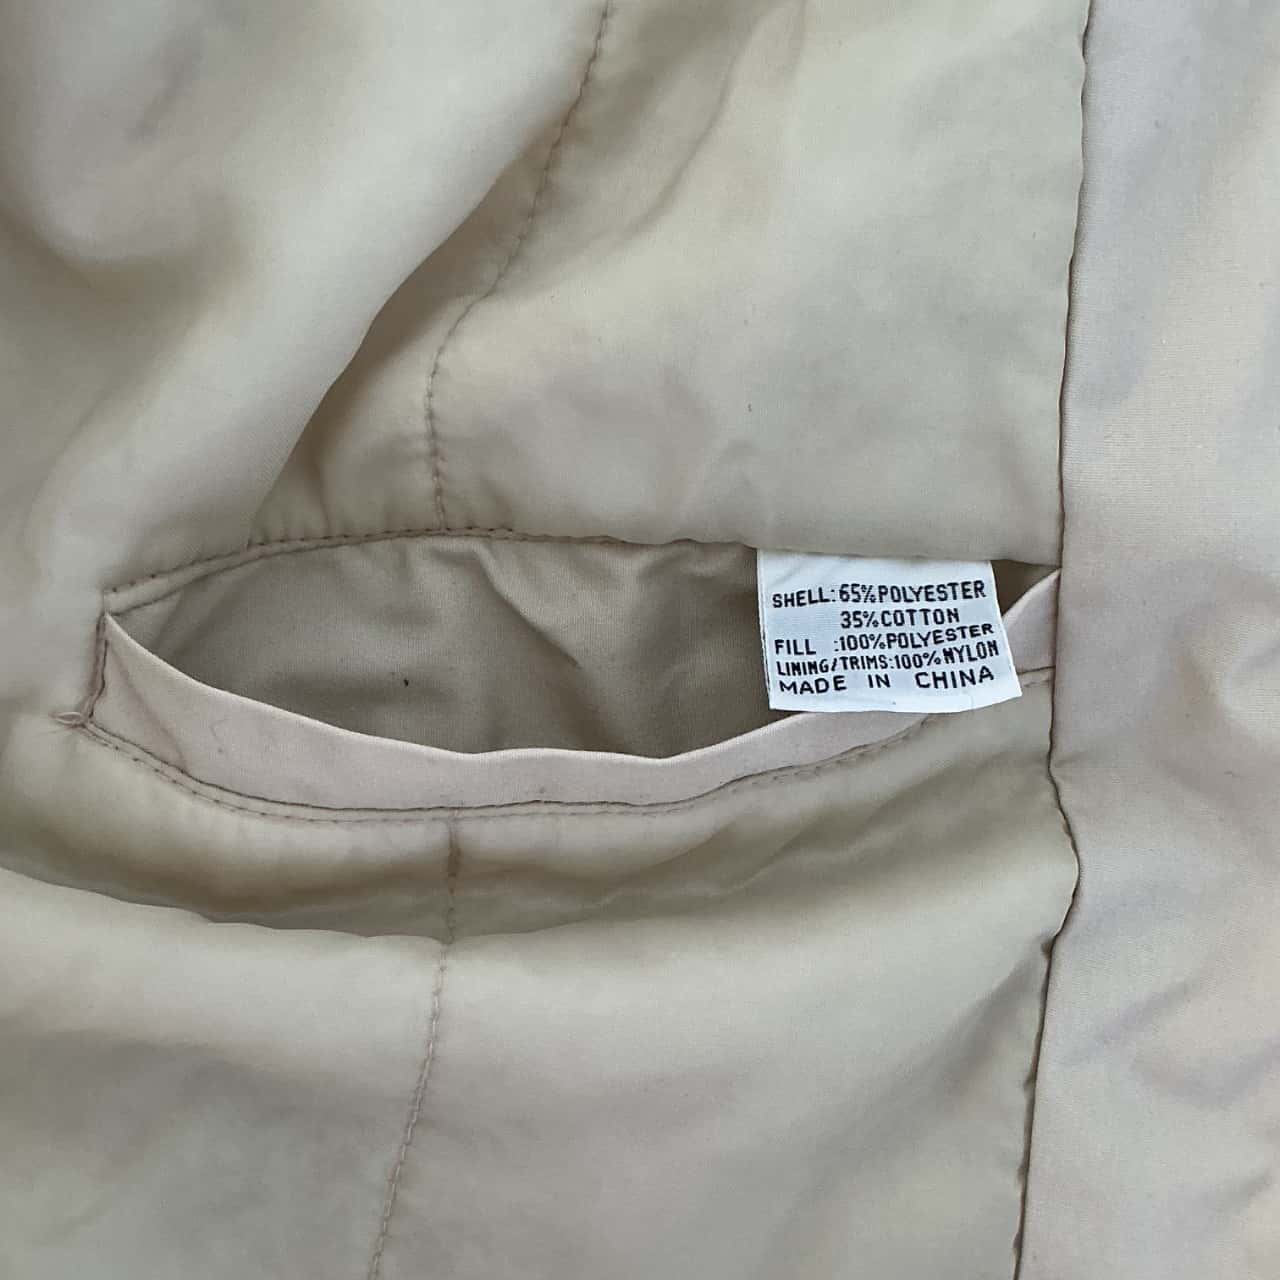 SHELL:65%POLYESTER
35%COTTON
FILL :100%POLYESTER
LINING/TRIMS:100%NYLON
MADE IN CHINA